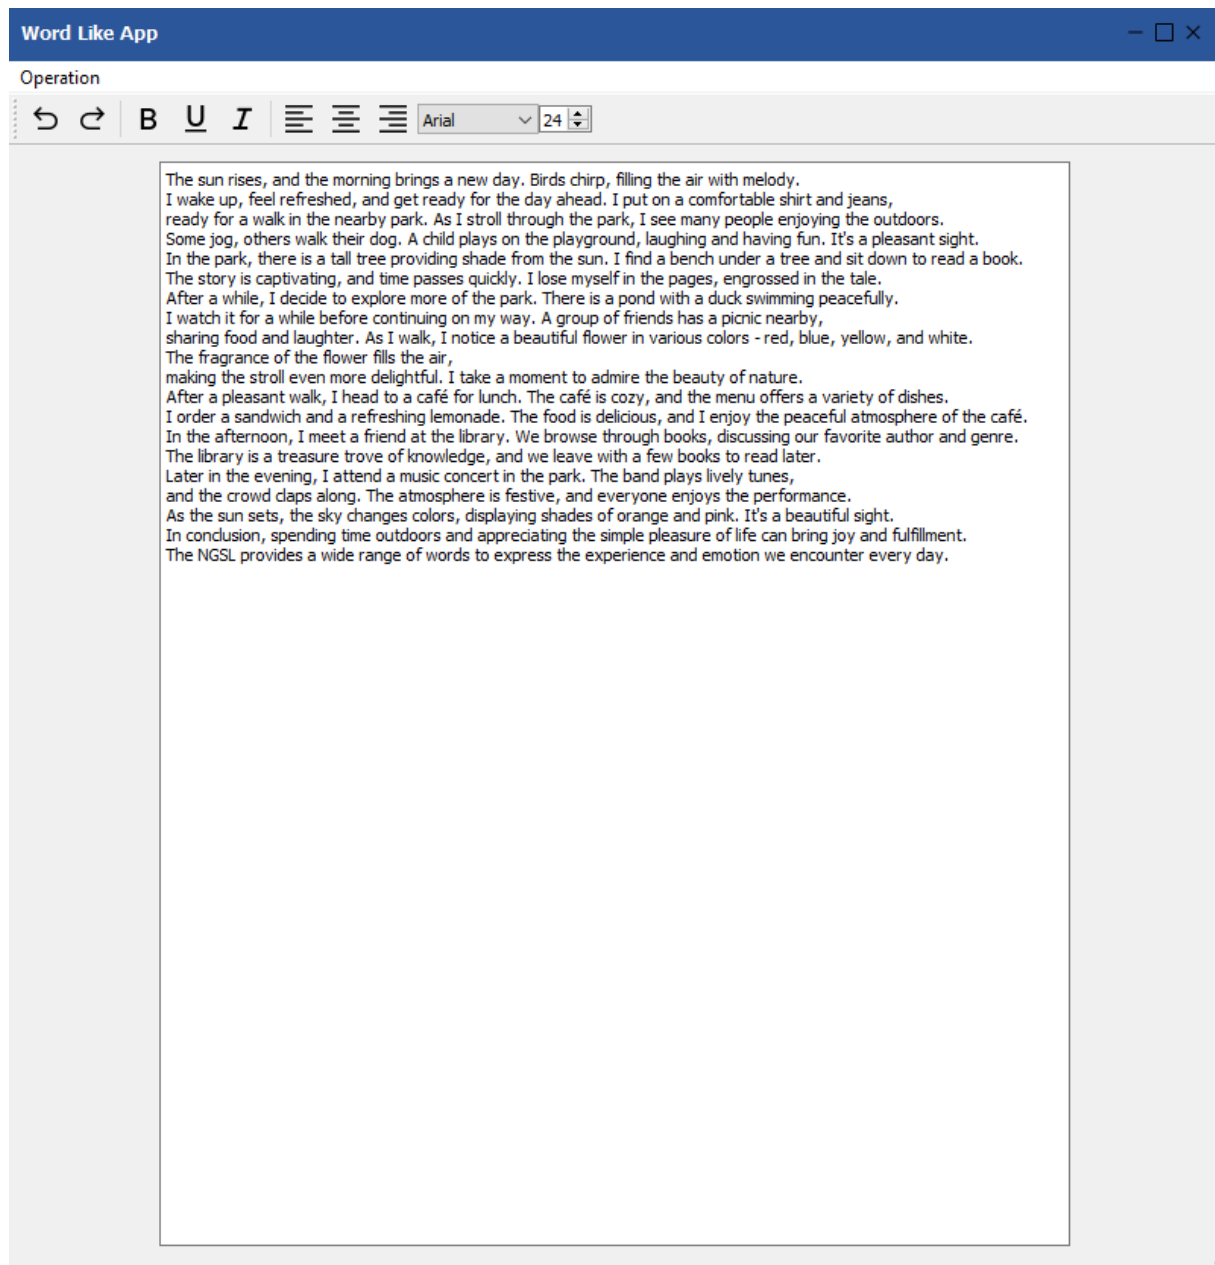 Word Like App
Operation
B U I Arial 24
The sun rises, and the morning brings a new day. Birds chirp, filling the air with melody.
I wake up, feel refreshed, and get ready for the day ahead. I put on a comfortable shirt and jeans,
ready for a walk in the nearby park. As I stroll through the park, I see many people enjoying the outdoors.
Some jog, others walk their dog. A child plays on the playground, laughing and having fun. It's a pleasant sight.
In the park, there is a tall tree providing shade from the sun. I find a bench under a tree and sit down to read a book.
The story is captivating, and time passes quickly. I lose myself in the pages, engrossed in the tale.
After a while, I decide to explore more of the park. There is a pond with a duck swimming peacefully.
I watch it for a while before continuing on my way. A group of friends has a picnic nearby,
sharing food and laughter. As I walk, I notice a beautiful flower in various colors - red, blue, yellow, and white.
The fragrance of the flower fills the air,
making the stroll even more delightful. I take a moment to admire the beauty of nature.
After a pleasant walk, I head to a café for lunch. The café is cozy, and the menu offers a variety of dishes.
I order a sandwich and a refreshing lemonade. The food is delicious, and I enjoy the peaceful atmosphere of the café.
In the afternoon, I meet a friend at the library. We browse through books, discussing our favorite author and genre.
The library is a treasure trove of knowledge, and we leave with a few books to read later.
Later in the evening, I attend a music concert in the park. The band plays lively tunes,
and the crowd claps along. The atmosphere is festive, and everyone enjoys the performance.
As the sun sets, the sky changes colors, displaying shades of orange and pink. It's a beautiful sight.
In conclusion, spending time outdoors and appreciating the simple pleasure of life can bring joy and fulfillment.
The NGSL provides a wide range of words to express the experience and emotion we encounter every day.